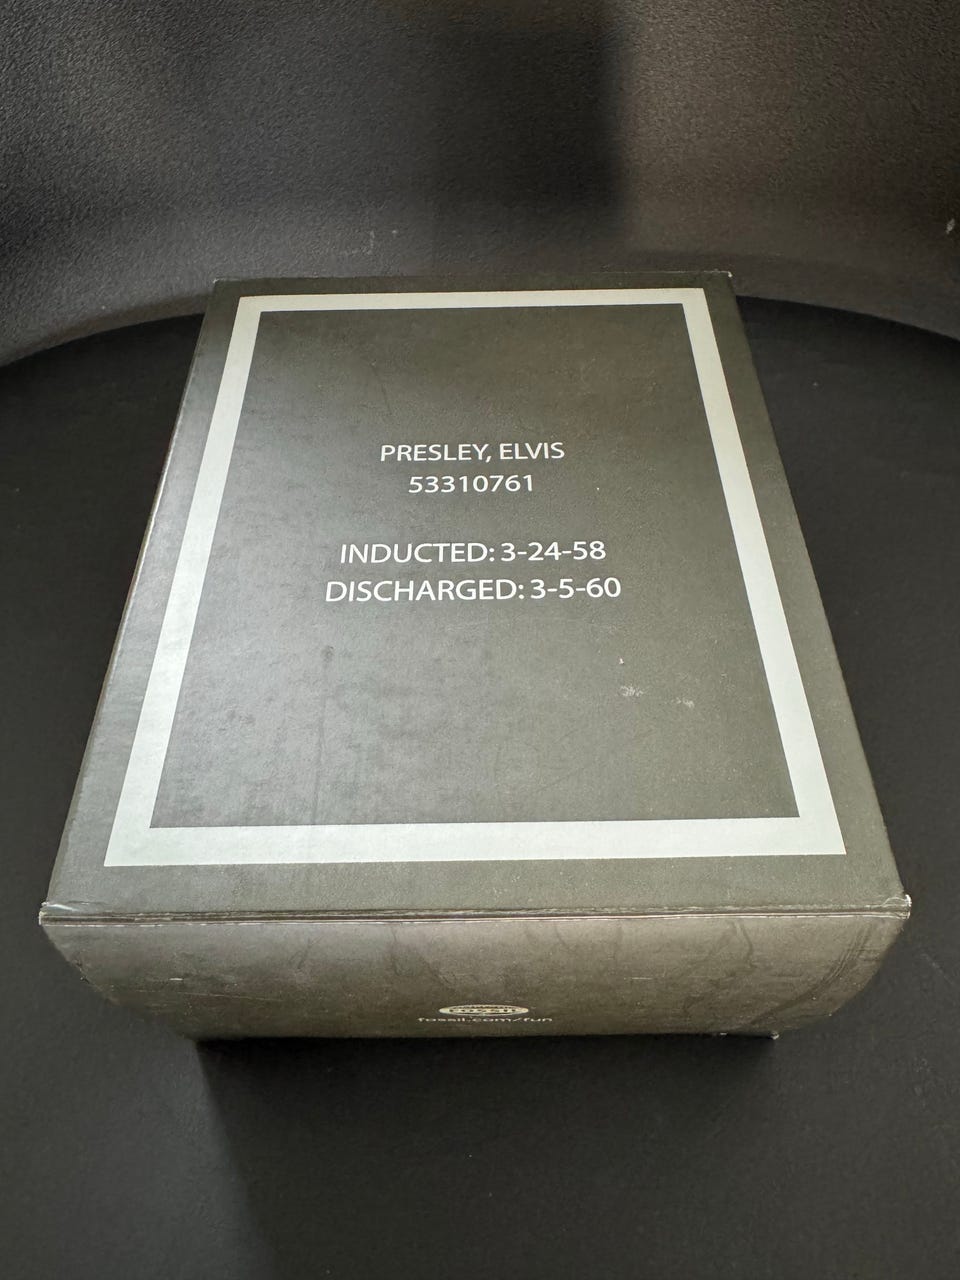 PRESLEY, ELVIS
53310761
INDUCTED: 3-24-58
DISCHARGED: 3-5-60
FOSSIL
fossil.com/fun